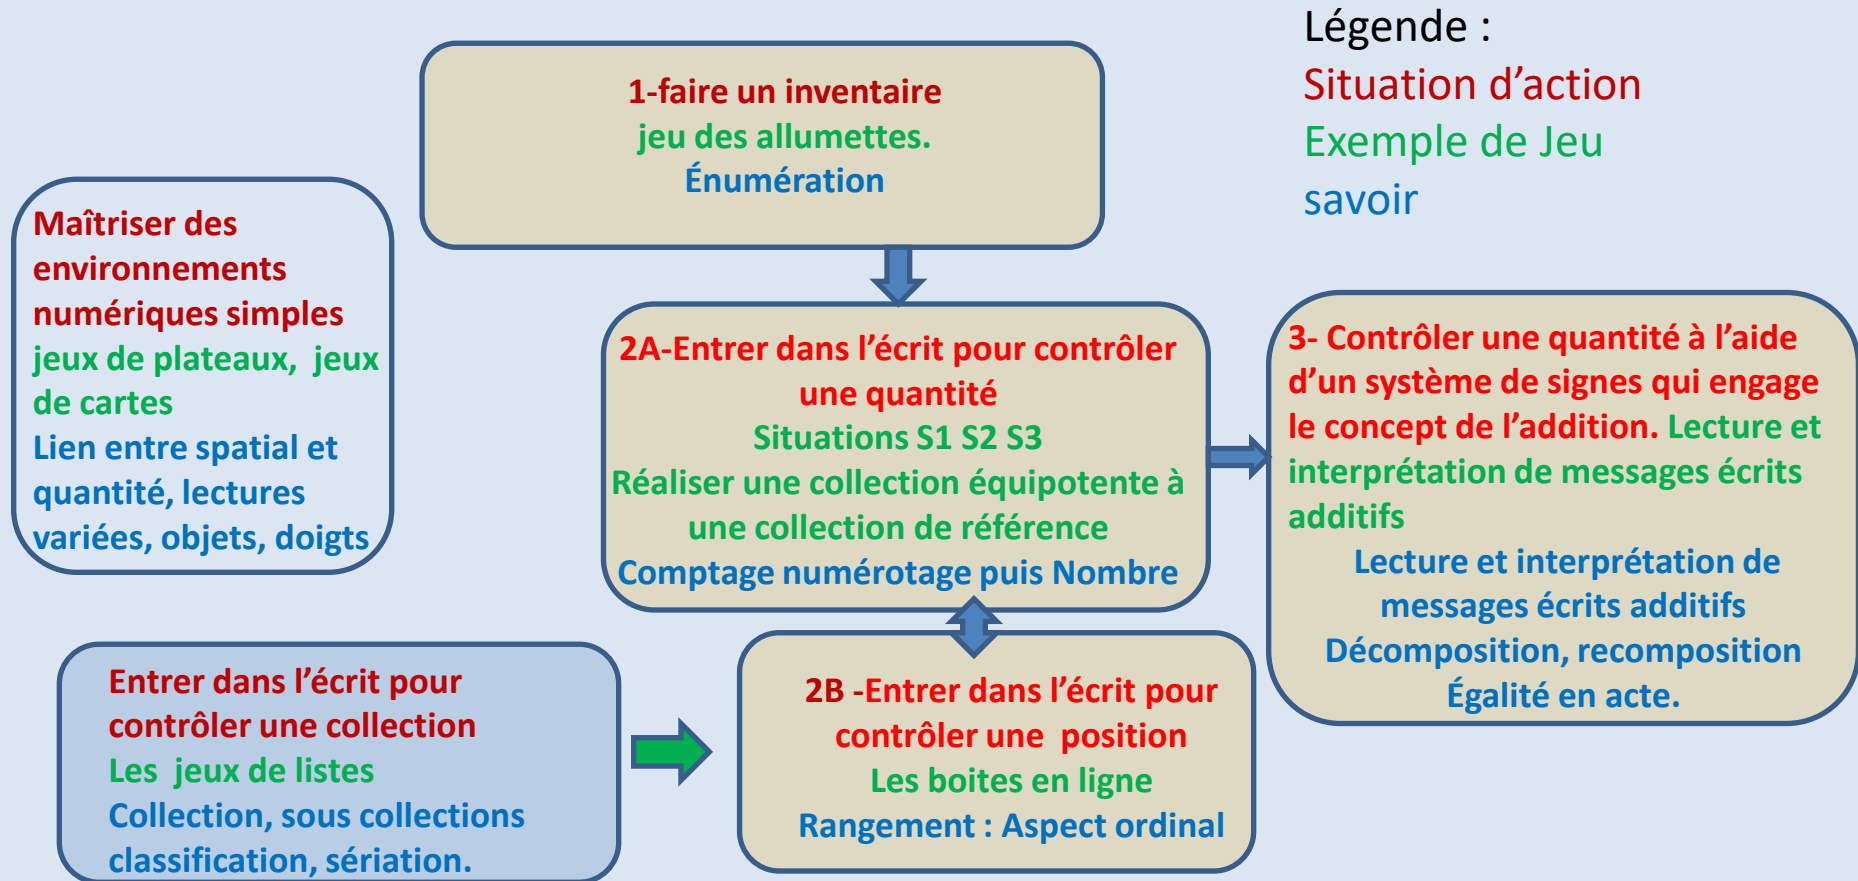 Légende :
Situation d’action
Exemple de Jeu
savoir
1-faire un inventaire
jeu des allumettes.
Énumération
Maîtriser des
environnements
numériques simples
jeux de plateaux, jeux
de cartes
Lien entre spatial et
quantité, lectures
variées, objets, doigts
2A-Entrer dans l’écrit pour contrôler
une quantité
Situations S1 S2 S3
Réaliser une collection équipotente à
une collection de référence
Comptage numérotage puis Nombre
3- Contrôler une quantité à l’aide
d’un système de signes qui engage
le concept de l’addition. Lecture et
interprétation de messages écrits
additifs
Lecture et interprétation de
messages écrits additifs
Décomposition, recomposition
Égalité en acte.
Entrer dans l’écrit pour
contrôler une collection
Les jeux de listes
Collection, sous collections
classification, sériation.
2B -Entrer dans l’écrit pour
contrôler une position
Les boites en ligne
Rangement : Aspect ordinal